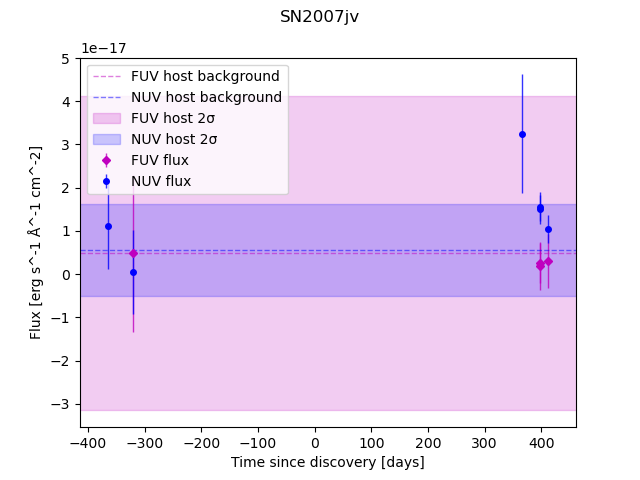 SN2007jv
1e−17
FUV host background
NUV host background
FUV host 2σ
NUV host 2σ
FUV flux
NUV flux
5
4
3
2
1
0
−1
−2
−3
Flux [erg s^-1 Å^-1 cm^-2]
−400 −300 −200 −100 0 100 200 300 400
Time since discovery [days]